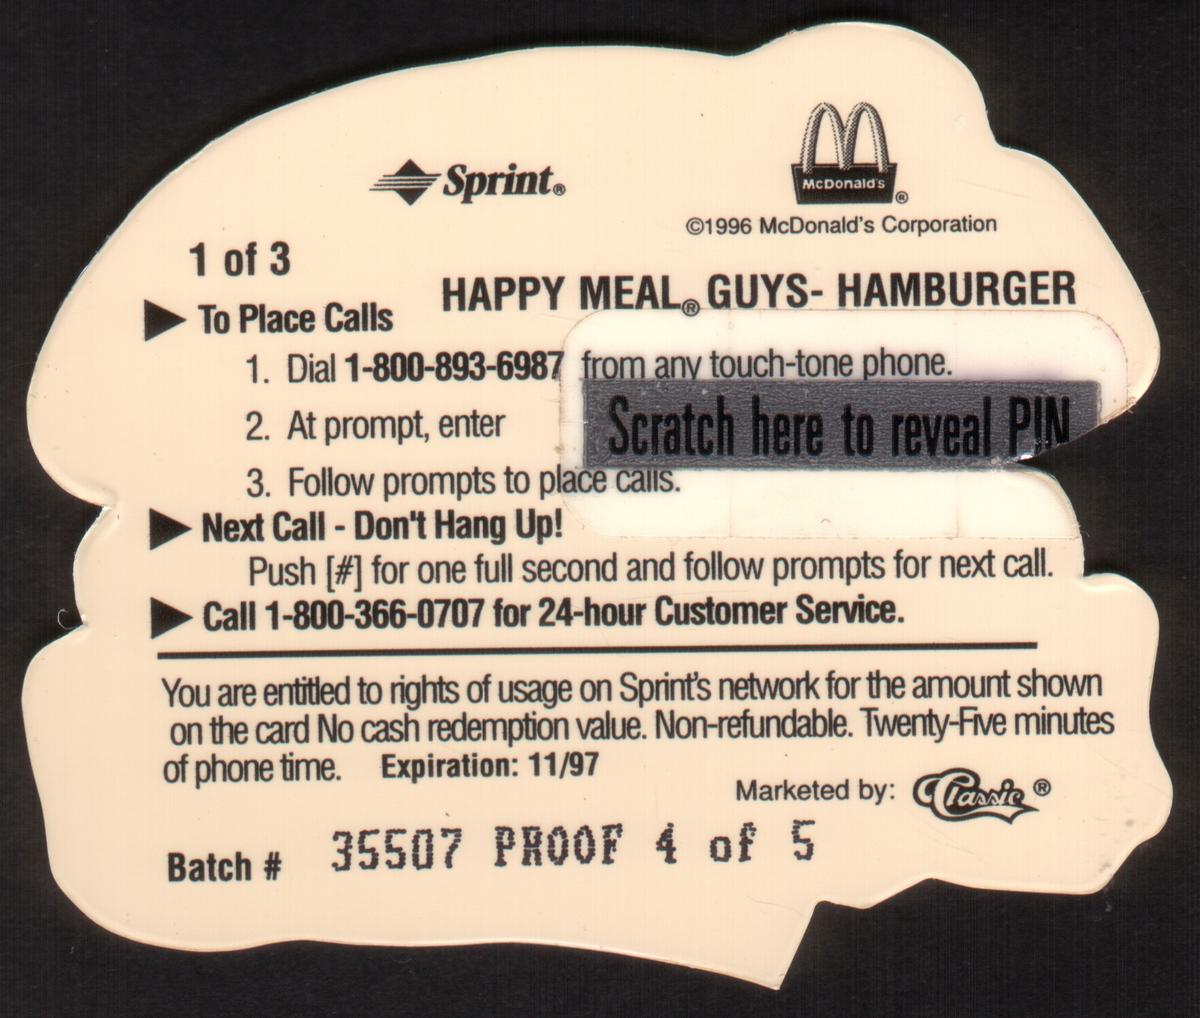 Sprint®
McDonald's®
©1996 McDonald's Corporation
1 of 3
HAPPY MEAL® GUYS- HAMBURGER
▶ To Place Calls
1. Dial 1-800-893-6987 from any touch-tone phone.
2. At prompt, enter Scratch here to reveal PIN
3. Follow prompts to place calls.
▶ Next Call - Don't Hang Up!
Push [#] for one full second and follow prompts for next call.
▶ Call 1-800-366-0707 for 24-hour Customer Service.
You are entitled to rights of usage on Sprint's network for the amount shown
on the card No cash redemption value. Non-refundable. Twenty-Five minutes
of phone time. Expiration: 11/97
Marketed by: Classic®
Batch # 35507 PROOF 4 of 5